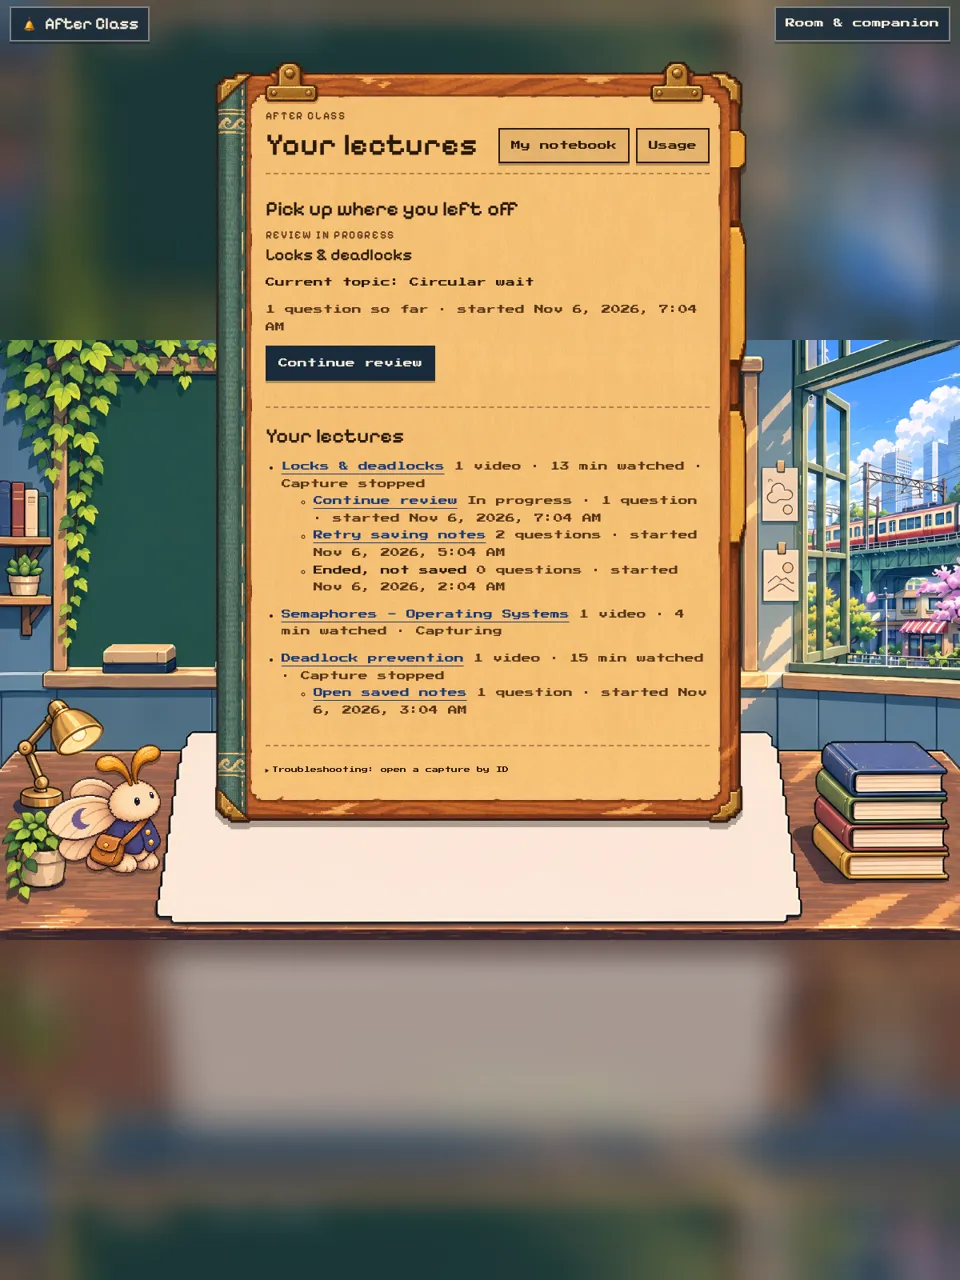 After Class
Room & companion
AFTER CLASS
Your lectures
My notebook
Usage
Pick up where you left off
REVIEW IN PROGRESS
Locks & deadlocks
Current topic: Circular wait
1 question so far · started Nov 6, 2026, 7:04
AM
Continue review
Your lectures
Locks & deadlocks 1 video · 13 min watched ·
Capture stopped
Continue review In progress · 1 question
· started Nov 6, 2026, 7:04 AM
Retry saving notes 2 questions · started
Nov 6, 2026, 5:04 AM
Ended, not saved 0 questions · started
Nov 6, 2026, 2:04 AM
Semaphores – Operating Systems 1 video · 4
min watched · Capturing
Deadlock prevention 1 video · 15 min watched
· Capture stopped
Open saved notes 1 question · started Nov
6, 2026, 3:04 AM
Troubleshooting: open a capture by ID